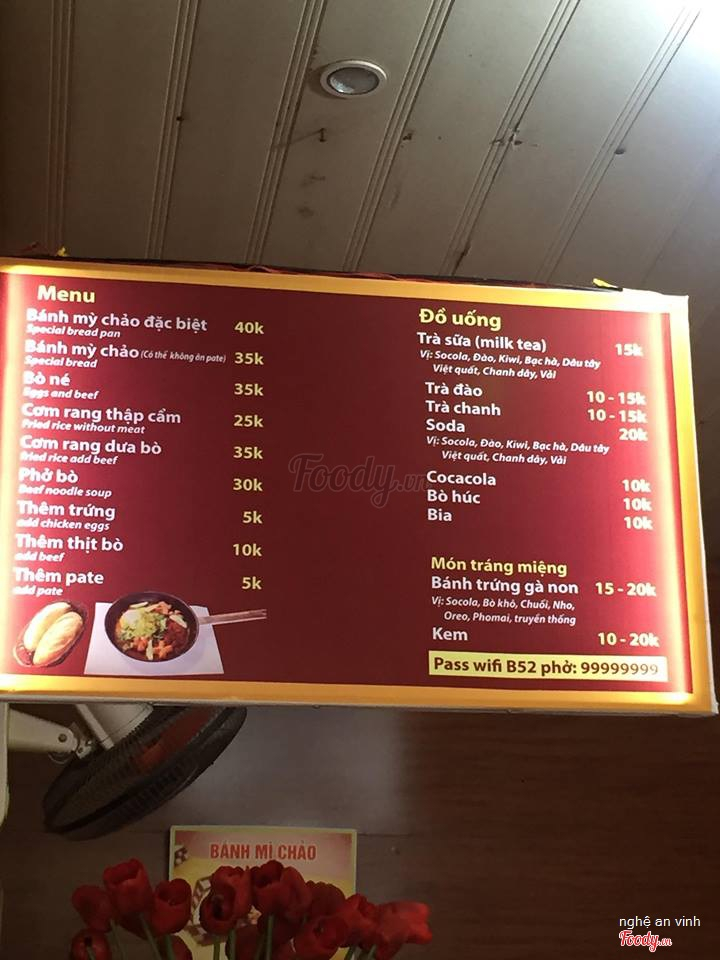 Menu
Bánh mỳ chảo đặc biệt 40k
Special bread pan
Bánh mỳ chảo (Có thể không ăn pate) 35k
Special bread
Bò né 35k
Eggs and beef
Cơm rang thập cẩm 25k
Fried rice without meat
Cơm rang dưa bò 35k
Fried rice add beef
Phở bò 30k
Beef noodle soup
Thêm trứng 5k
add chicken eggs
Thêm thịt bò 10k
add beef
Thêm pate 5k
add pate
Đồ uống
Trà sữa (milk tea) 15k
Vị: Socola, Đào, Kiwi, Bạc hà, Dâu tây
Việt quất, Chanh dây, Vải
Trà đào 10 - 15k
Trà chanh 10 - 15k
Soda 20k
Vị: Socola, Đào, Kiwi, Bạc hà, Dâu tây
Việt quất, Chanh dây, Vải
Cocacola 10k
Bò húc 10k
Bia 10k
Món tráng miệng
Bánh trứng gà non 15 - 20k
Vị: Socola, Bò khô, Chuối, Nho,
Oreo, Phomai, truyền thống
Kem 10 - 20k
Pass wifi B52 phở: 99999999
Foody.vn
BÁNH MÌ CHẢO
nghệ an vinh
Foody.vn